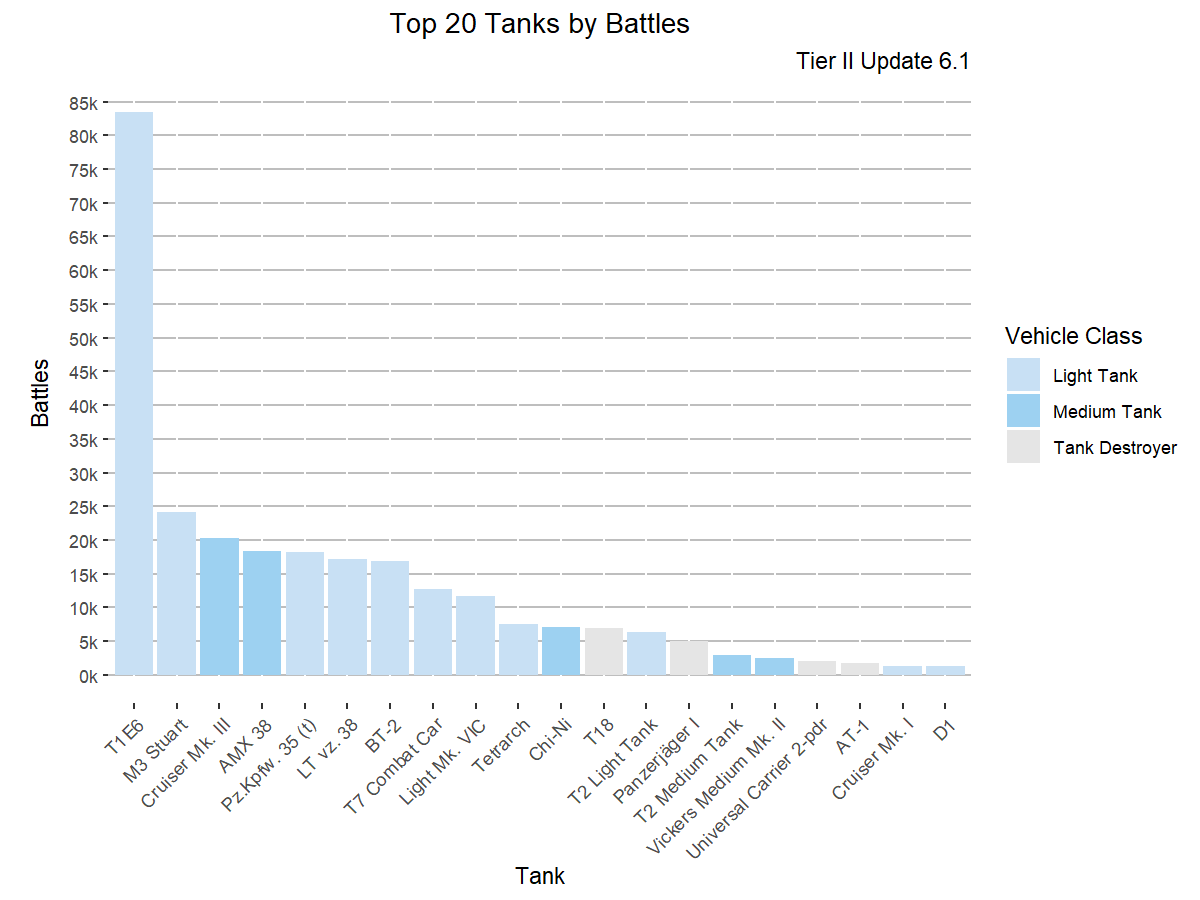 Top 20 Tanks by Battles
Tier II Update 6.1
85k
80k
75k
70k
65k
60k
55k
50k
45k
40k
35k
30k
25k
20k
15k
10k
5k
0k
Battles
T1E6
M3 Stuart
Cruiser Mk. III
AMX 38
Pz.Kpfw. 35 (t)
LT vz. 38
BT-2
T7 Combat Car
Light Mk. VIC
Tetrarch
Chi-Ni
T18
T2 Light Tank
Panzerjäger I
T2 Medium Tank
Vickers Medium Mk. II
Universal Carrier 2-pdr
AT-1
Cruiser Mk. I
D1
Tank
Vehicle Class
Light Tank
Medium Tank
Tank Destroyer